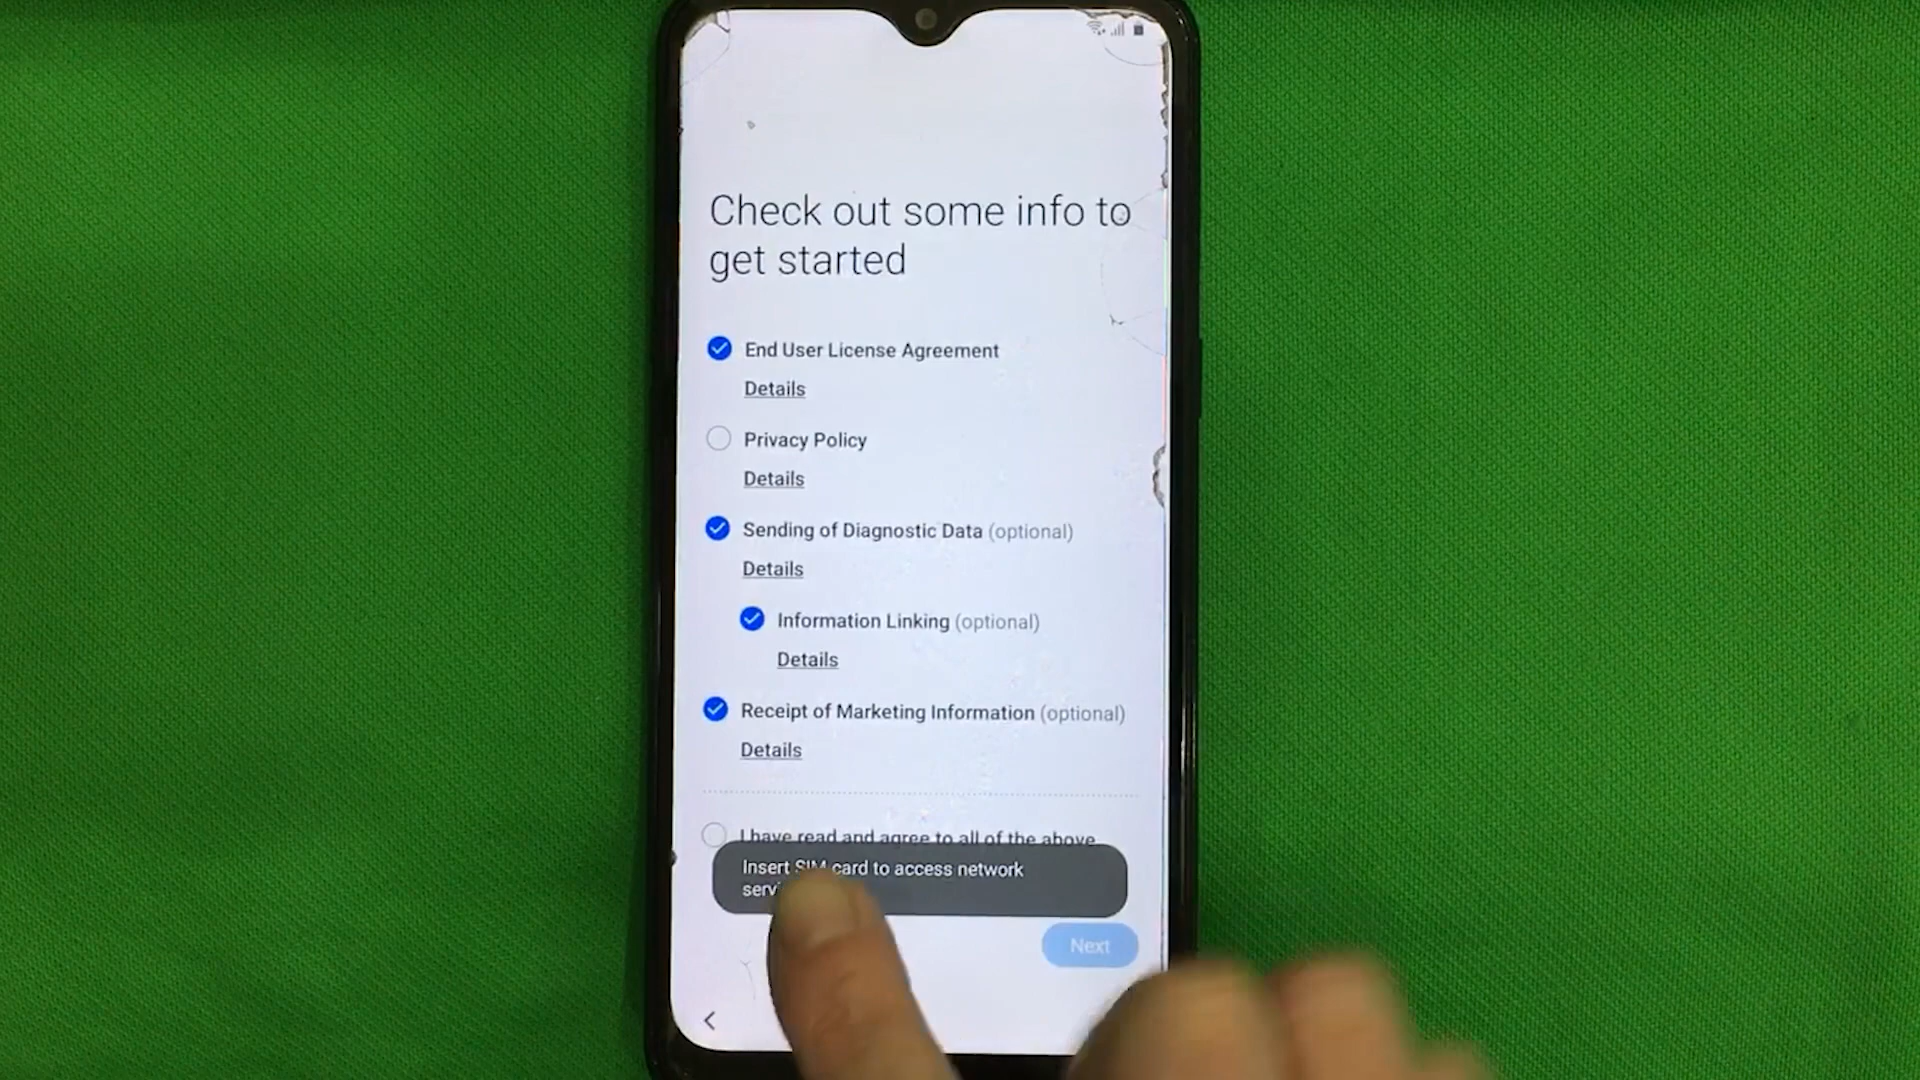 Check out some info to
get started
End User License Agreement
Details
Privacy Policy
Details
Sending of Diagnostic Data (optional)
Details
Information Linking (optional)
Details
Receipt of Marketing Information (optional)
Details
I have read and agree to all of the above
Insert SIM card to access network
Next